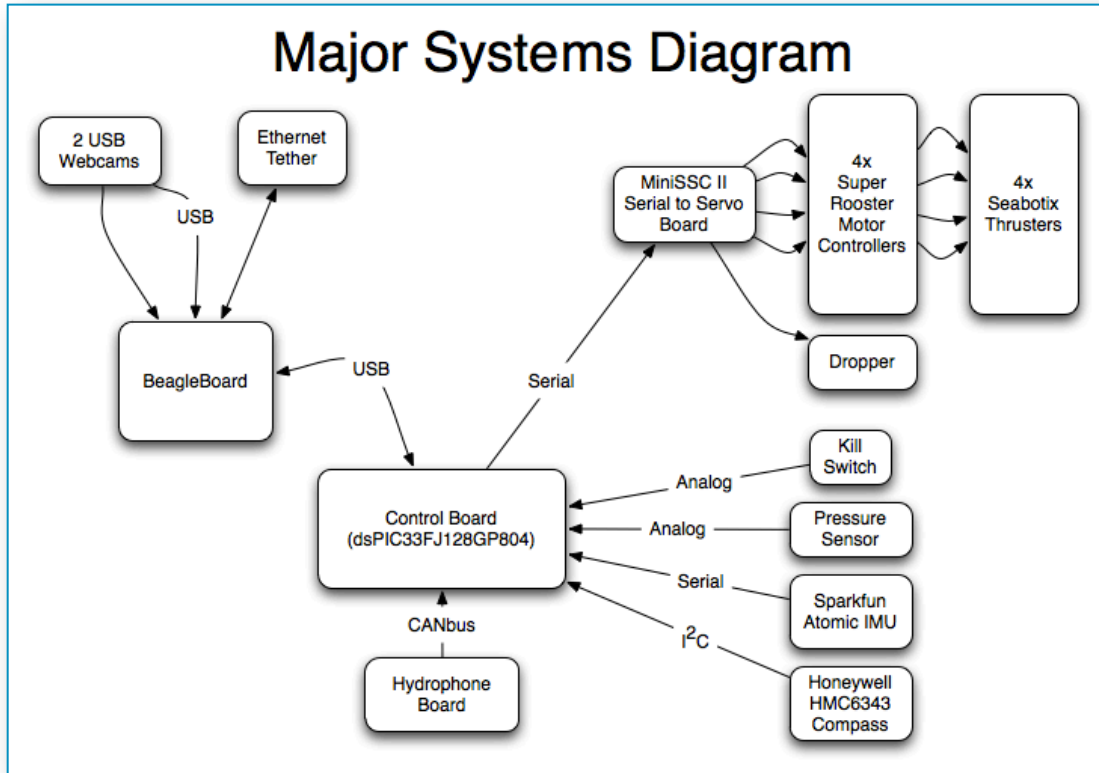 Major Systems Diagram
2 USB
Webcams
Ethernet
Tether
USB
MiniSSC II
Serial to Servo
Board
4x
Super
Rooster
Motor
Controllers
4x
Seabotix
Thrusters
Dropper
BeagleBoard
USB
Serial
Kill
Switch
Analog
Control Board
(dsPIC33FJ128GP804)
Analog
Pressure
Sensor
Serial
Sparkfun
Atomic IMU
CANbus
I²C
Hydrophone
Board
Honeywell
HMC6343
Compass